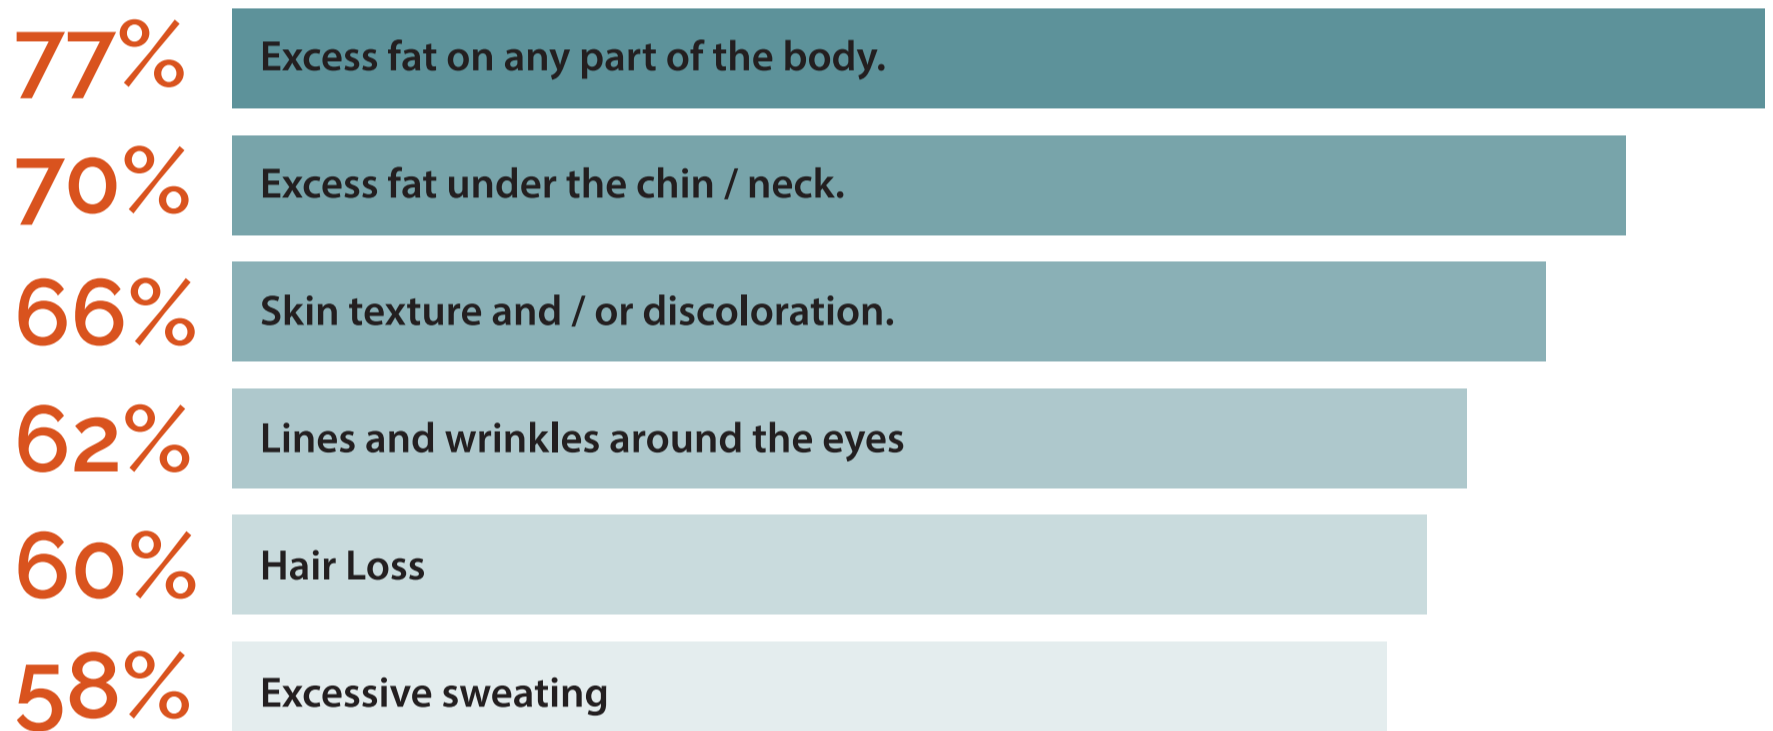 77% Excess fat on any part of the body.
70% Excess fat under the chin / neck.
66% Skin texture and / or discoloration.
62% Lines and wrinkles around the eyes
60% Hair Loss
58% Excessive sweating